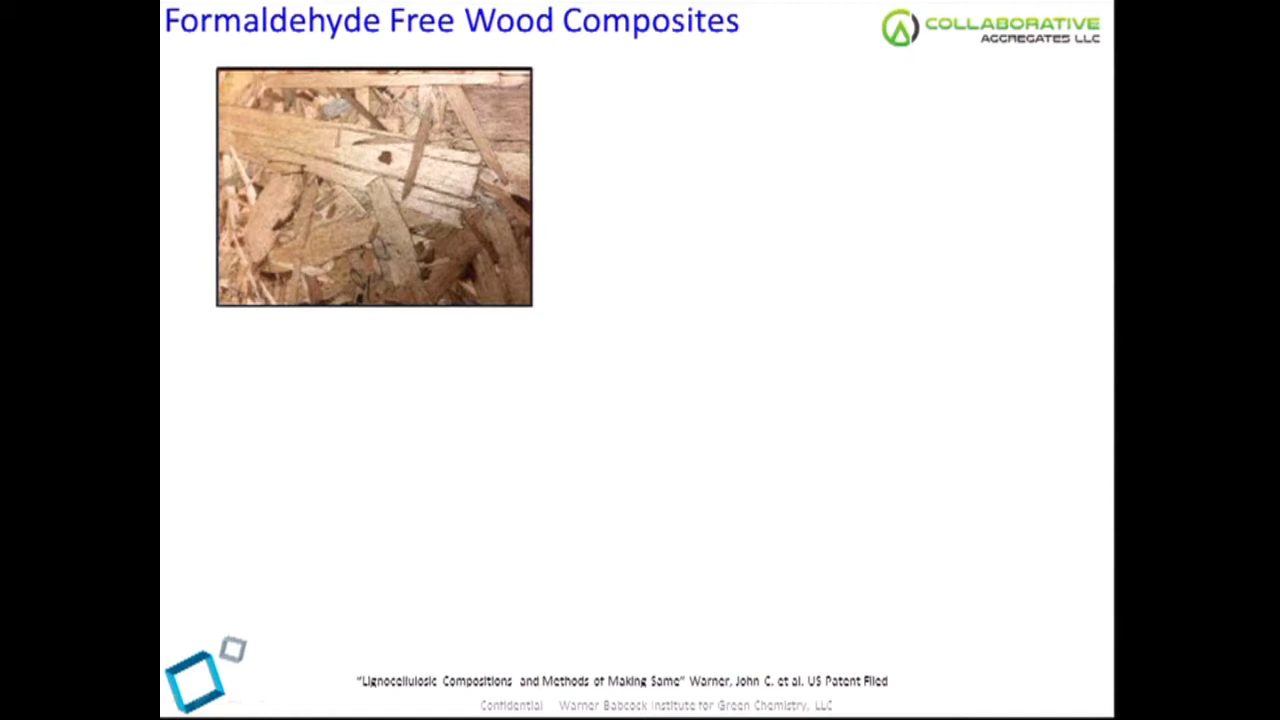 Formaldehyde Free Wood Composites
COLLABORATIVE
AGGREGATES LLC
"Lignocellulosic Compositions and Methods of Making Same" Warner, John C. et al. US Patent Filed
Confidential Warner Babcock Institute for Green Chemistry, LLC